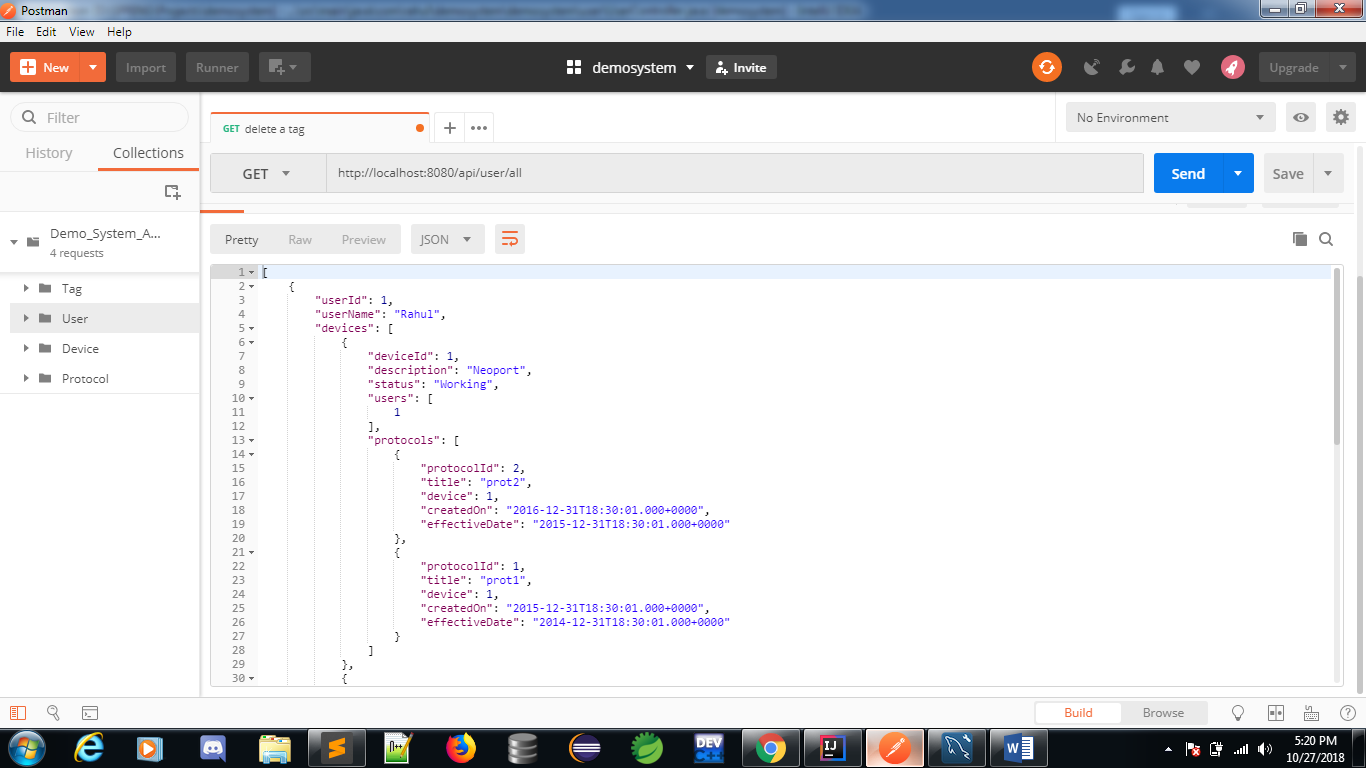 Postman
File Edit View Help
New Import Runner demosystem Invite Upgrade
Filter
History Collections
Demo_System_A...
4 requests
Tag
User
Device
Protocol
GET delete a tag
No Environment
GET http://localhost:8080/api/user/all Send Save
Pretty Raw Preview JSON
1 [
2 {
3 "userId": 1,
4 "userName": "Rahul",
5 "devices": [
6 {
7 "deviceId": 1,
8 "description": "Neoport",
9 "status": "Working",
10 "users": [
11 1
12 ],
13 "protocols": [
14 {
15 "protocolId": 2,
16 "title": "prot2",
17 "device": 1,
18 "createdOn": "2016-12-31T18:30:01.000+0000",
19 "effectiveDate": "2015-12-31T18:30:01.000+0000"
20 },
21 {
22 "protocolId": 1,
23 "title": "prot1",
24 "device": 1,
25 "createdOn": "2015-12-31T18:30:01.000+0000",
26 "effectiveDate": "2014-12-31T18:30:01.000+0000"
27 }
28 ]
29 },
30 {
Build Browse
5:20 PM
10/27/2018